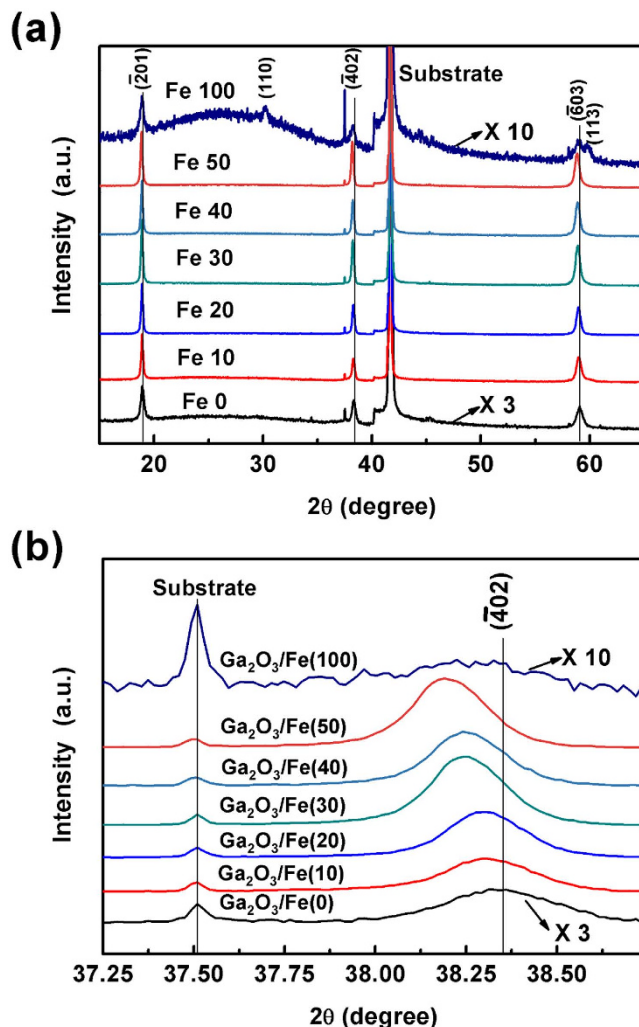 (a)
(2̅01)
(110)
(4̅02)
Substrate
(6̅03)
(113̅)
Fe 100
X 10
Fe 50
Fe 40
Fe 30
Fe 20
Fe 10
Fe 0
X 3
Intensity (a.u.)
20 30 40 50 60
2θ (degree)
(b)
Substrate
(4̅02)
Ga₂O₃/Fe(100)
X 10
Ga₂O₃/Fe(50)
Ga₂O₃/Fe(40)
Ga₂O₃/Fe(30)
Ga₂O₃/Fe(20)
Ga₂O₃/Fe(10)
Ga₂O₃/Fe(0)
X 3
Intensity (a.u.)
37.25 37.50 37.75 38.00 38.25 38.50
2θ (degree)